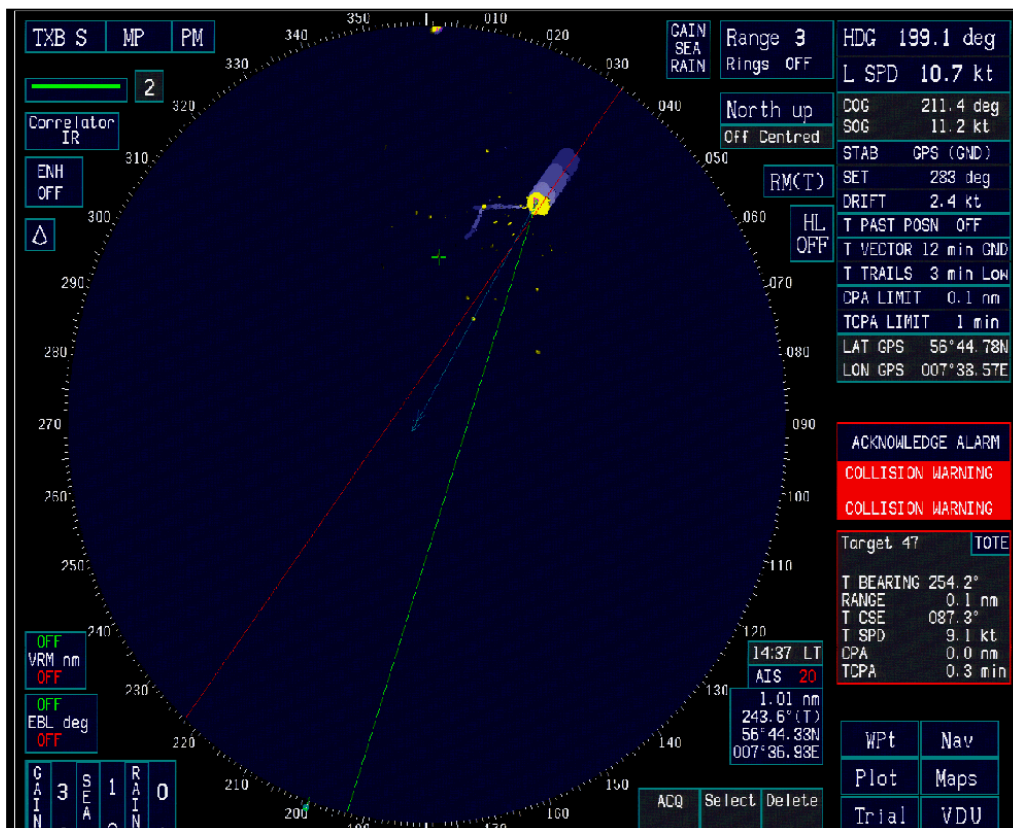 TXB S MP PM
2
Correlator
IR
ENH
OFF
350 010
340 020
330 030
320 040
310 050
300 060
290 070
280 080
270 090
260 100
250 110
240 120
230 130
220 140
210 150
200 160
GAIN
SEA
RAIN
Range 3
Rings OFF
North up
Off Centred
RM(T)
HL
OFF
HDG 199.1 deg
L SPD 10.7 kt
COG 211.4 deg
SOG 11.2 kt
STAB GPS (GND)
SET 283 deg
DRIFT 2.4 kt
T PAST POSN OFF
T VECTOR 12 min GND
T TRAILS 3 min Low
CPA LIMIT 0.1 nm
TCPA LIMIT 1 min
LAT GPS 56°44.78N
LON GPS 007°38.57E
ACKNOWLEDGE ALARM
COLLISION WARNING
COLLISION WARNING
Target 47 TOTE
T BEARING 254.2°
RANGE 0.1 nm
T CSE 087.3°
T SPD 9.1 kt
CPA 0.0 nm
TCPA 0.3 min
OFF
VRM nm
OFF
OFF
EBL deg
OFF
GAIN 3 SEA 1 RAIN 0
14:37 LT
AIS 20
1.01 nm
243.6°(T)
56°44.33N
007°36.93E
ACQ Select Delete
WPt Nav
Plot Maps
Trial VDU